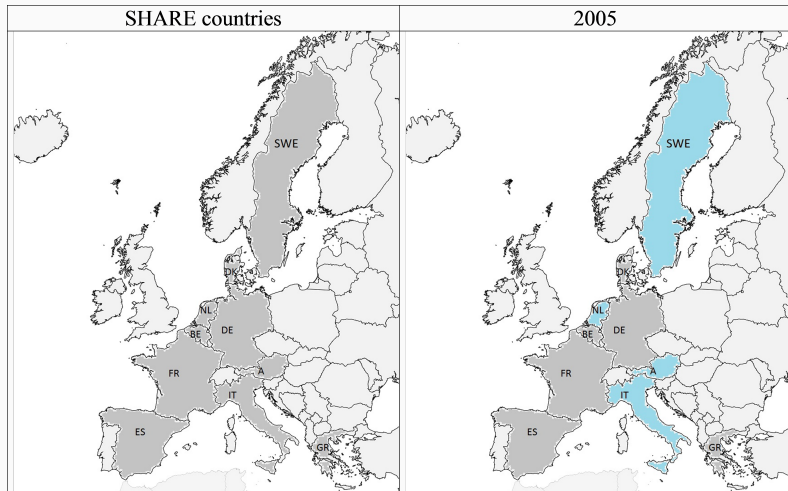 SHARE countries
2005
SWE
DK
NL
BE
DE
FR
A
IT
ES
GR
SWE
DK
NL
BE
DE
FR
A
IT
ES
GR